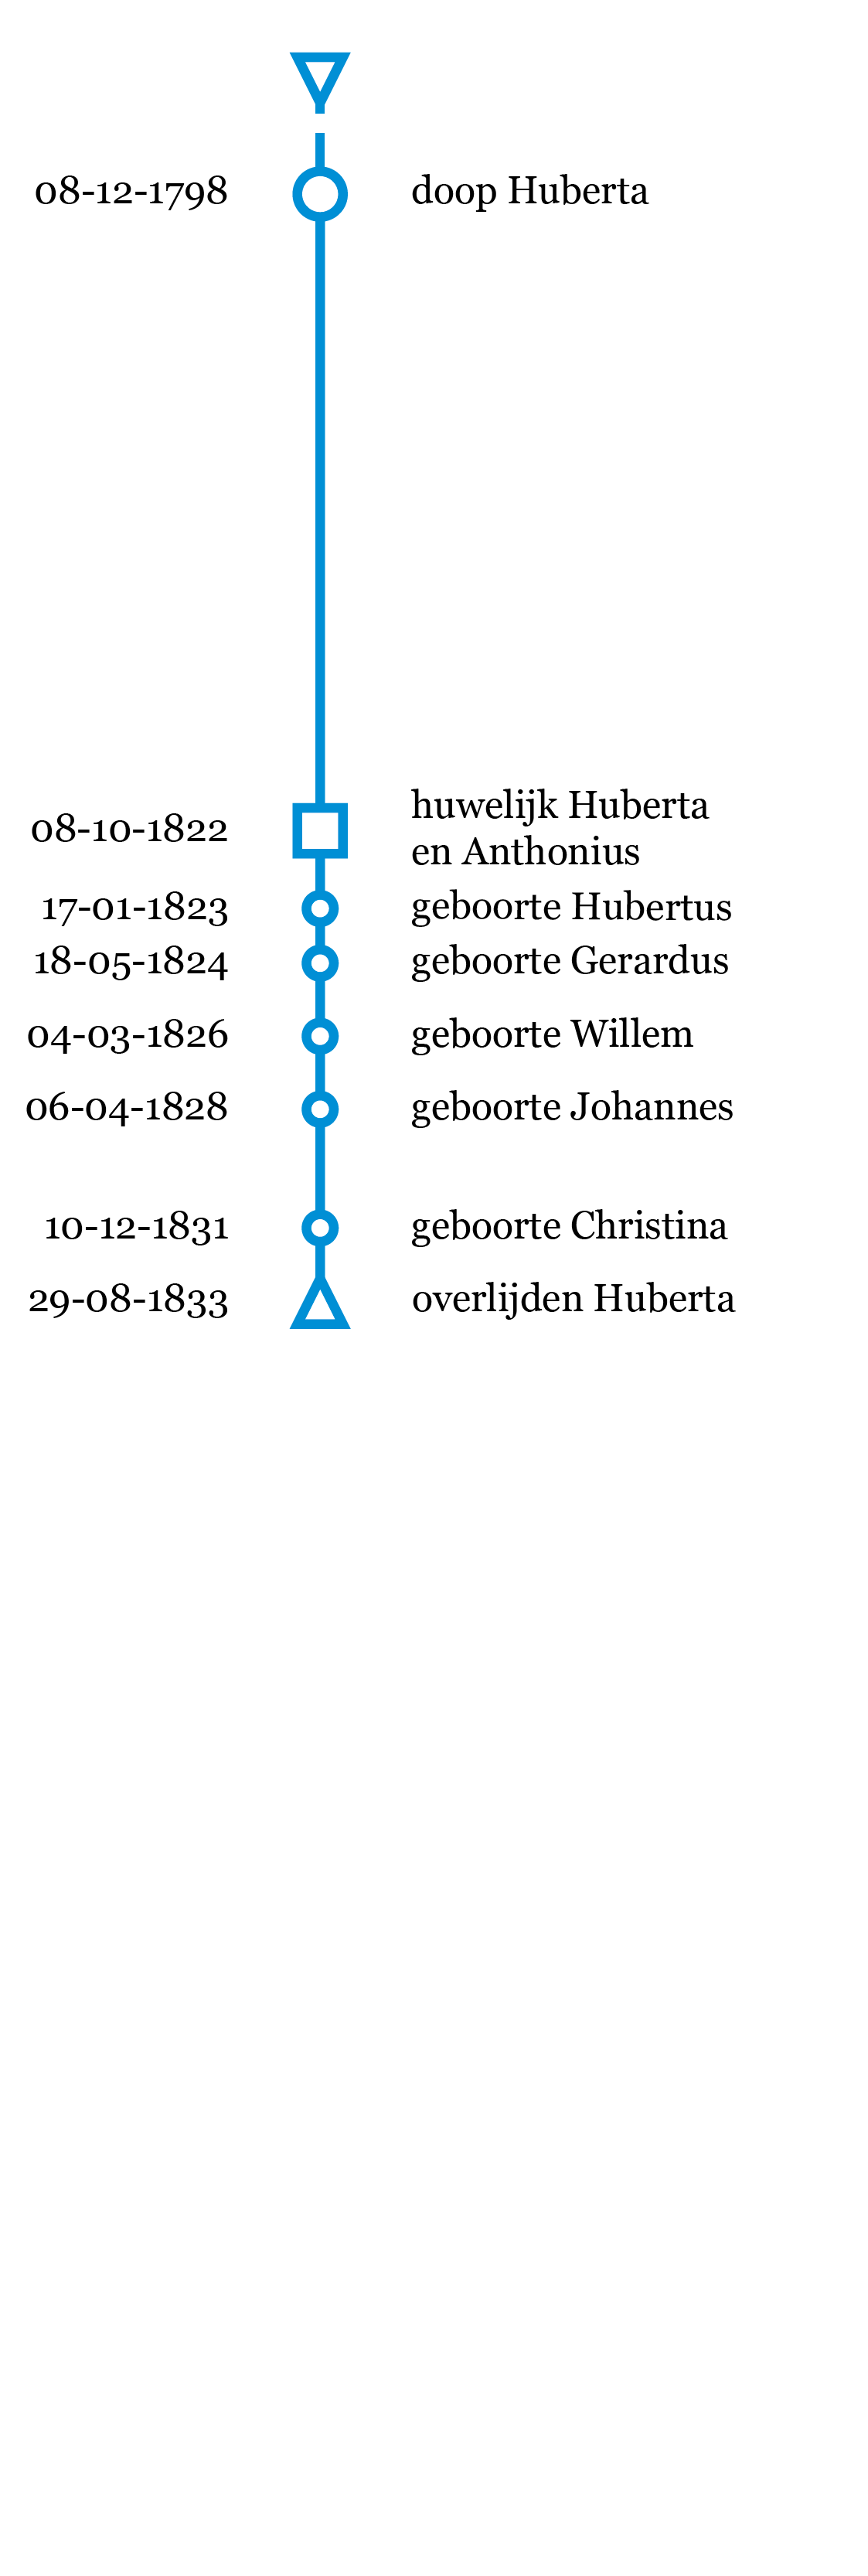 08-12-1798 doop Huberta
08-10-1822 huwelijk Huberta
en Anthonius
17-01-1823 geboorte Hubertus
18-05-1824 geboorte Gerardus
04-03-1826 geboorte Willem
06-04-1828 geboorte Johannes
10-12-1831 geboorte Christina
29-08-1833 overlijden Huberta